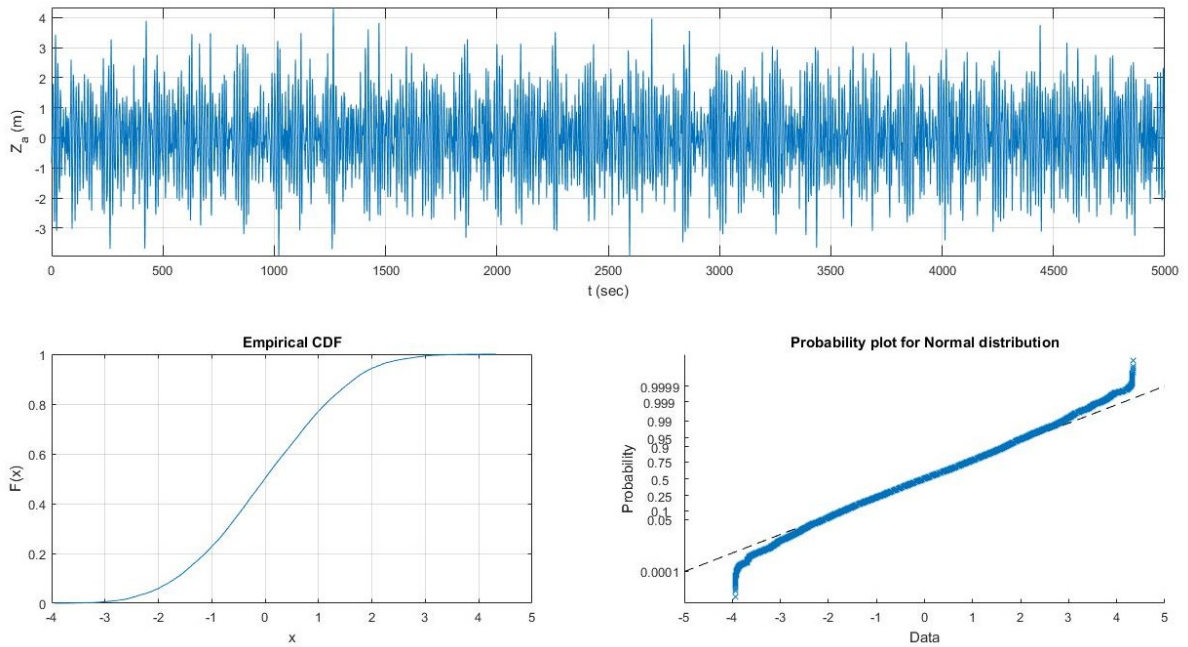 4
3
2
1
0
-1
-2
-3
Z_a (m)
0 500 1000 1500 2000 2500 3000 3500 4000 4500 5000
t (sec)
Empirical CDF
1
0.8
0.6
0.4
0.2
0
F(x)
-4 -3 -2 -1 0 1 2 3 4 5
x
Probability plot for Normal distribution
0.9999
0.999
0.99
0.95
0.9
0.75
0.5
0.25
0.1
0.05
0.0001
Probability
-5 -4 -3 -2 -1 0 1 2 3 4 5
Data